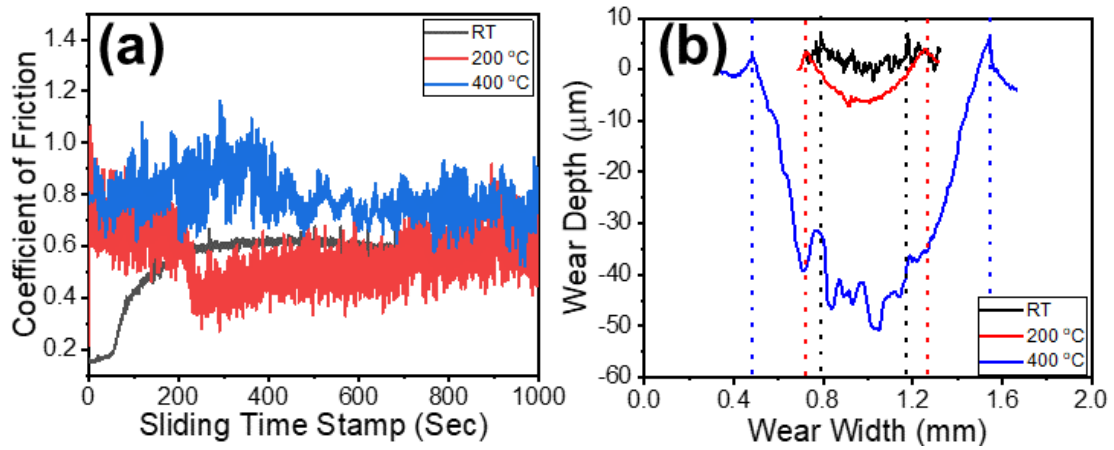 (a)
RT
200 °C
400 °C
1.4
1.2
1.0
0.8
0.6
0.4
0.2
Coefficient of Friction
0
200
400
600
800
1000
Sliding Time Stamp (Sec)
(b)
10
0
-10
-20
-30
-40
-50
-60
Wear Depth (μm)
RT
200 °C
400 °C
0.0
0.4
0.8
1.2
1.6
2.0
Wear Width (mm)